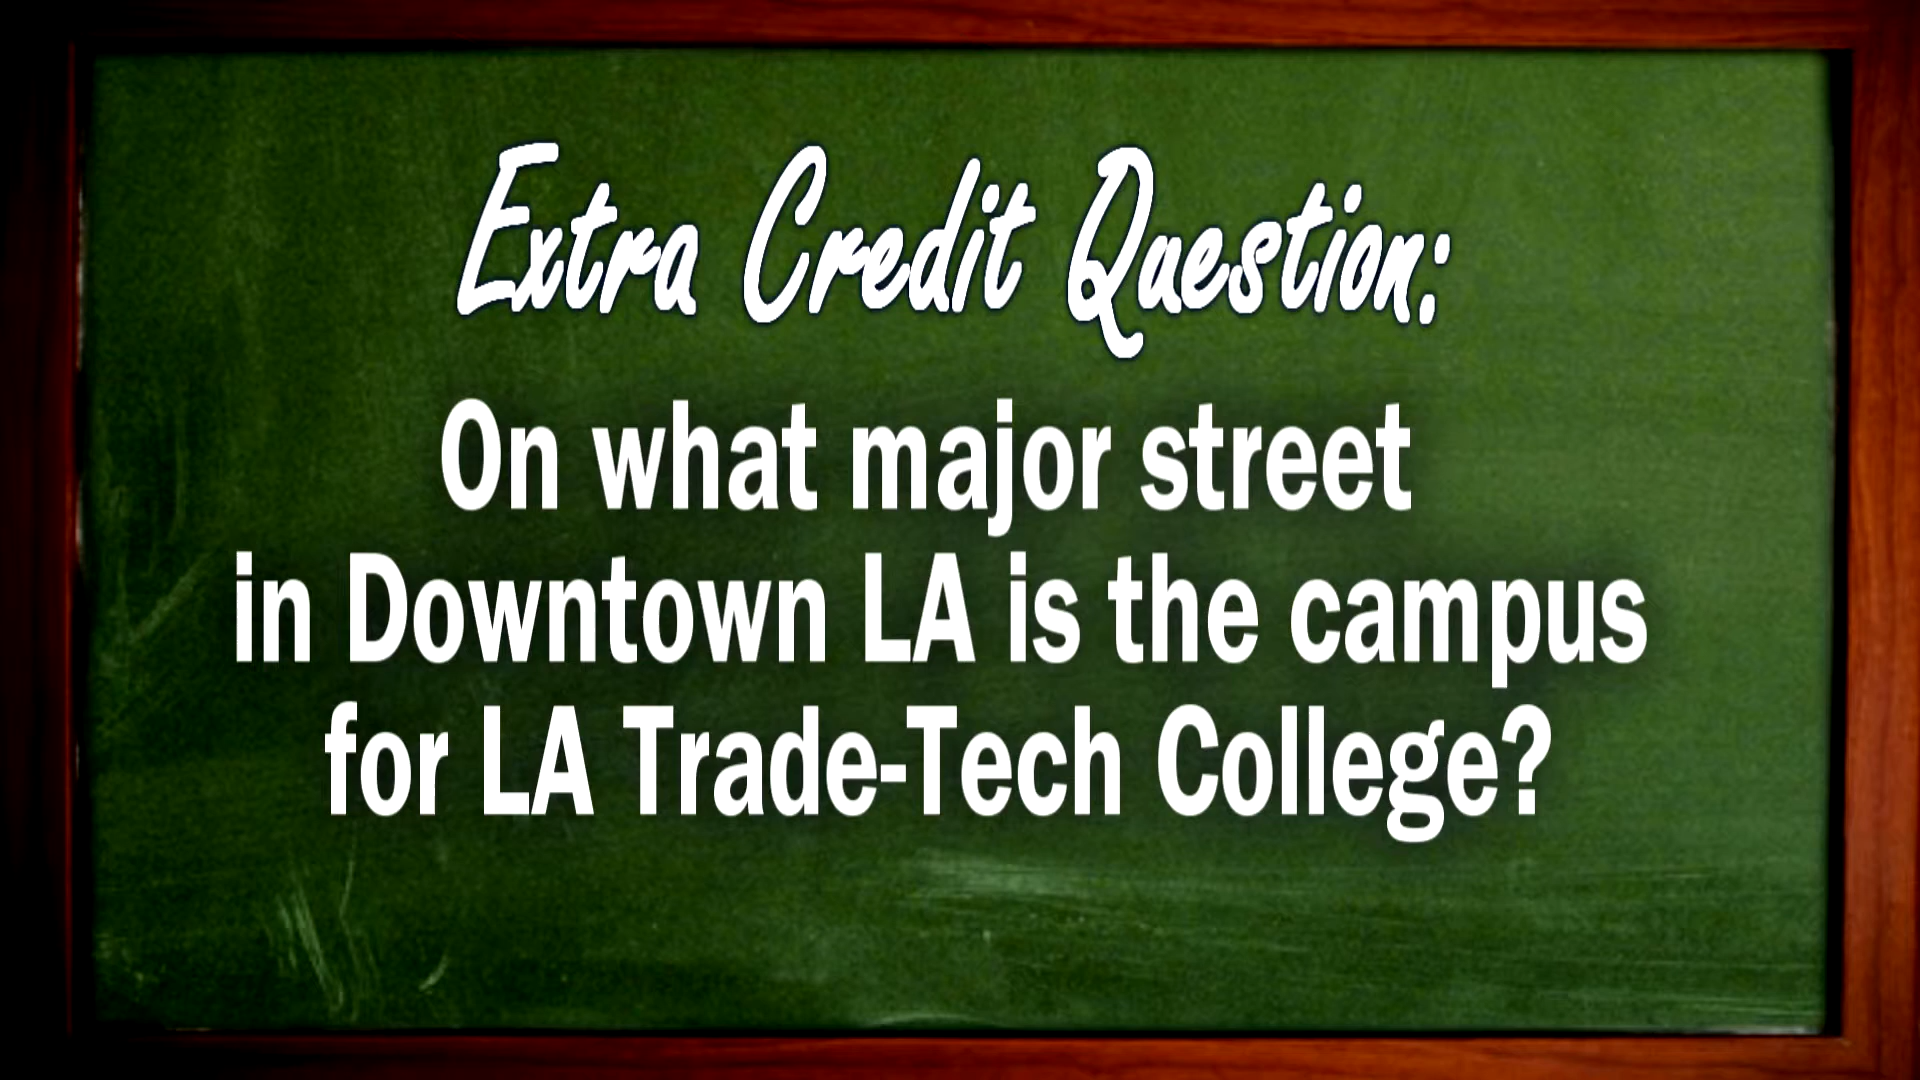 Extra Credit Question:
On what major street
in Downtown LA is the campus
for LA Trade-Tech College?